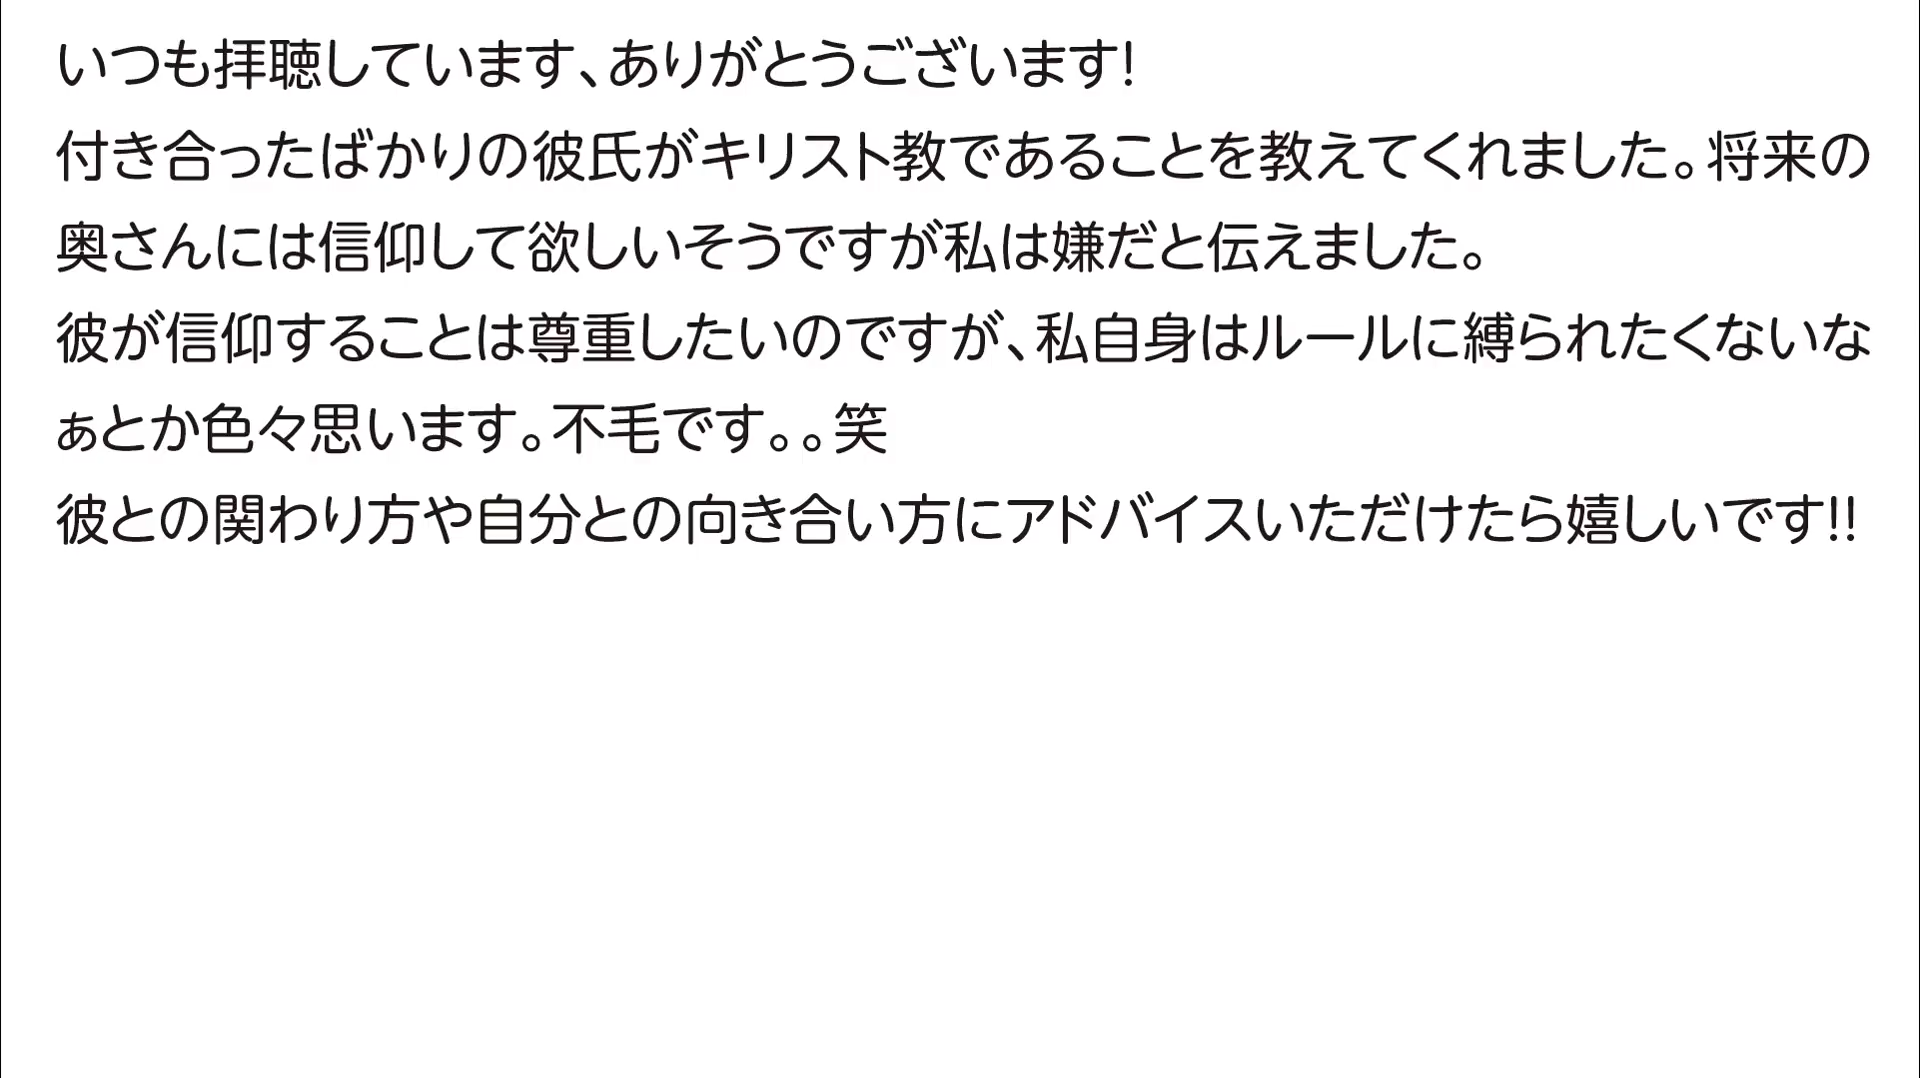 いつも拝聴しています、ありがとうございます!
付き合ったばかりの彼氏がキリスト教であることを教えてくれました。将来の
奥さんには信仰して欲しいそうですが私は嫌だと伝えました。
彼が信仰することは尊重したいのですが、私自身はルールに縛られたくないな
ぁとか色々思います。不毛です。。笑
彼との関わり方や自分との向き合い方にアドバイスいただけたら嬉しいです!!